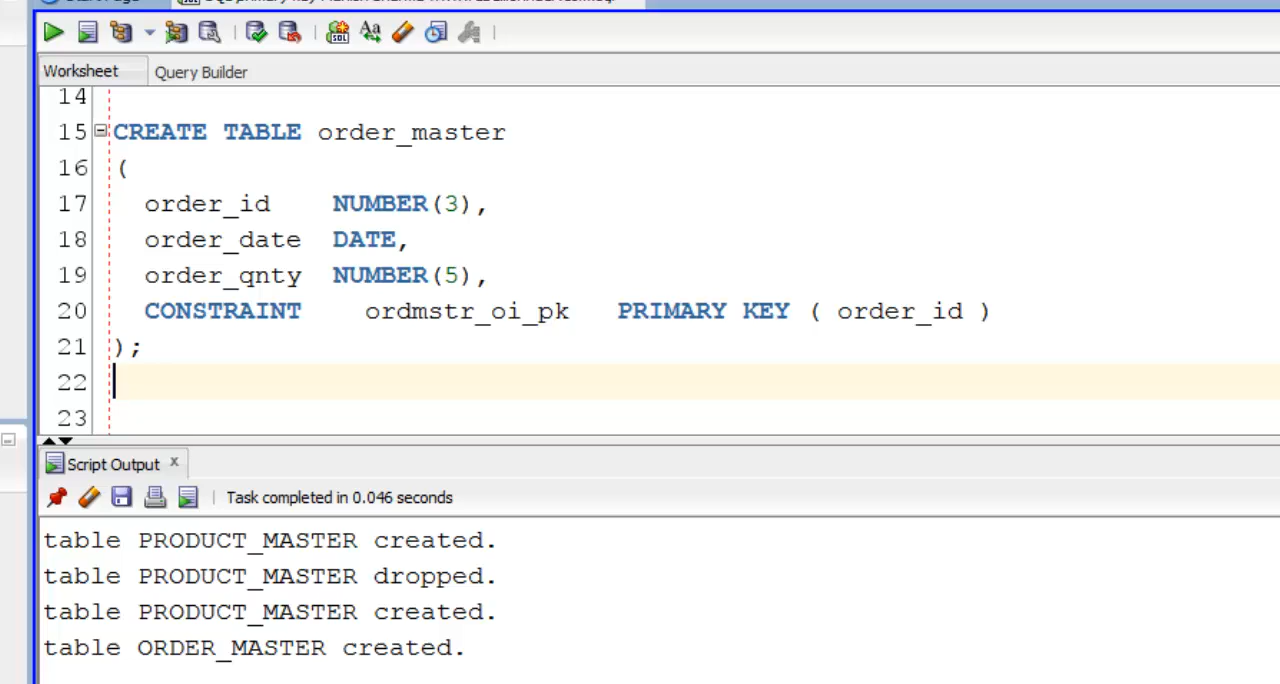 Worksheet Query Builder
14
15 CREATE TABLE order_master
16 (
17 order_id NUMBER(3),
18 order_date DATE,
19 order_qnty NUMBER(5),
20 CONSTRAINT ordmstr_oi_pk PRIMARY KEY ( order_id )
21 );
22
23
Script Output x
Task completed in 0.046 seconds
table PRODUCT_MASTER created.
table PRODUCT_MASTER dropped.
table PRODUCT_MASTER created.
table ORDER_MASTER created.